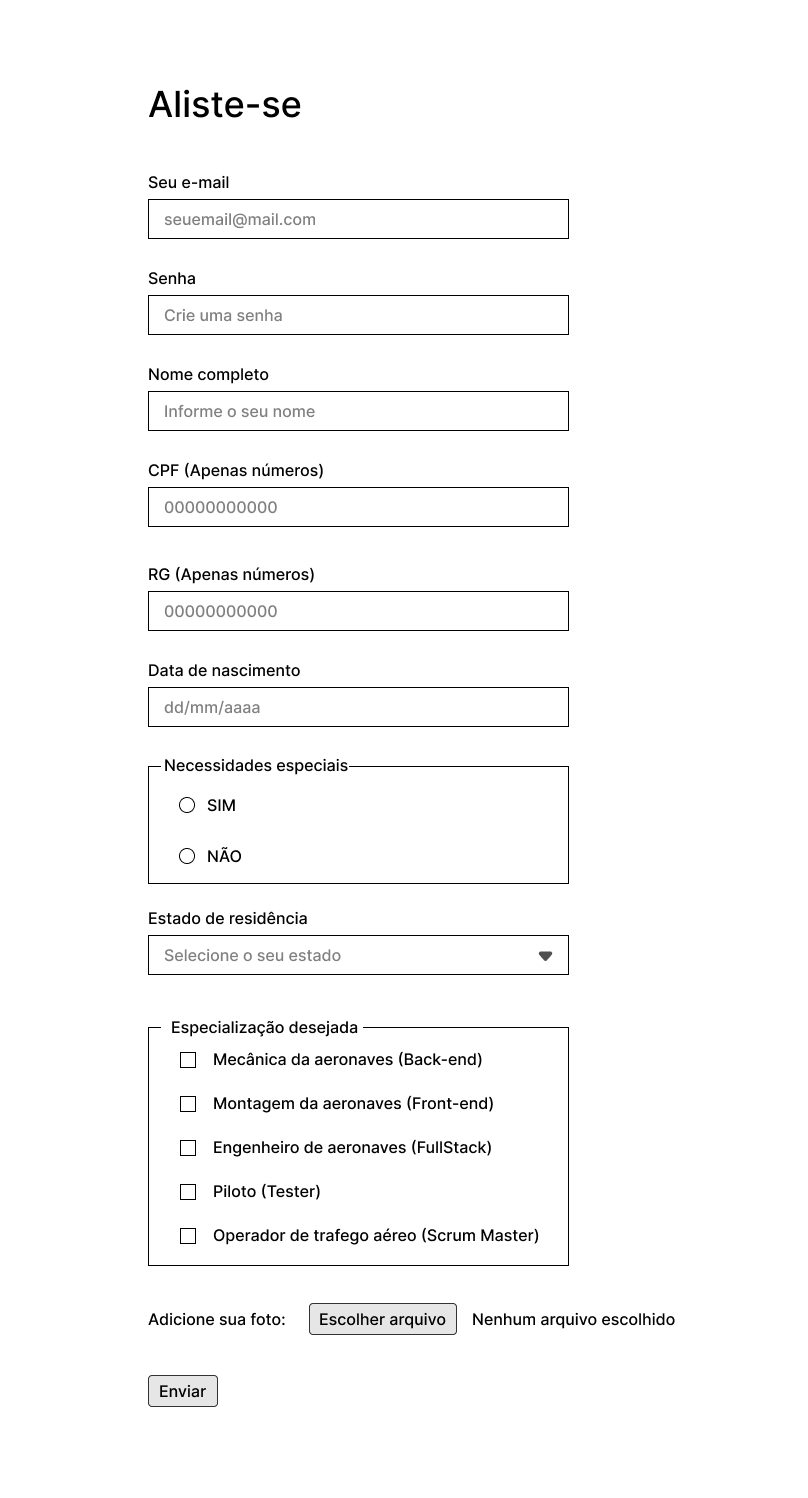 Aliste-se
Seu e-mail
seuemail@mail.com
Senha
Crie uma senha
Nome completo
Informe o seu nome
CPF (Apenas números)
00000000000
RG (Apenas números)
00000000000
Data de nascimento
dd/mm/aaaa
Necessidades especiais
SIM
NÃO
Estado de residência
Selecione o seu estado
Especialização desejada
Mecânica da aeronaves (Back-end)
Montagem da aeronaves (Front-end)
Engenheiro de aeronaves (FullStack)
Piloto (Tester)
Operador de trafego aéreo (Scrum Master)
Adicione sua foto: Escolher arquivo Nenhum arquivo escolhido
Enviar